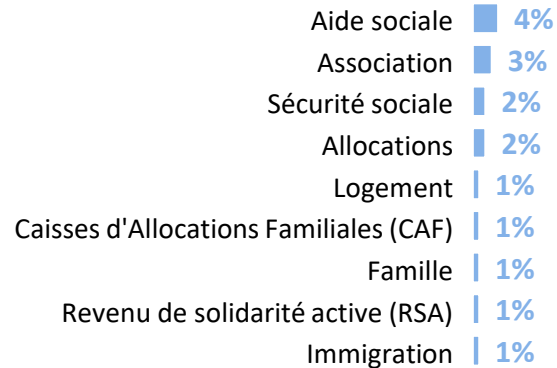 Aide sociale 4%
Association 3%
Sécurité sociale 2%
Allocations 2%
Logement 1%
Caisses d'Allocations Familiales (CAF) 1%
Famille 1%
Revenu de solidarité active (RSA) 1%
Immigration 1%